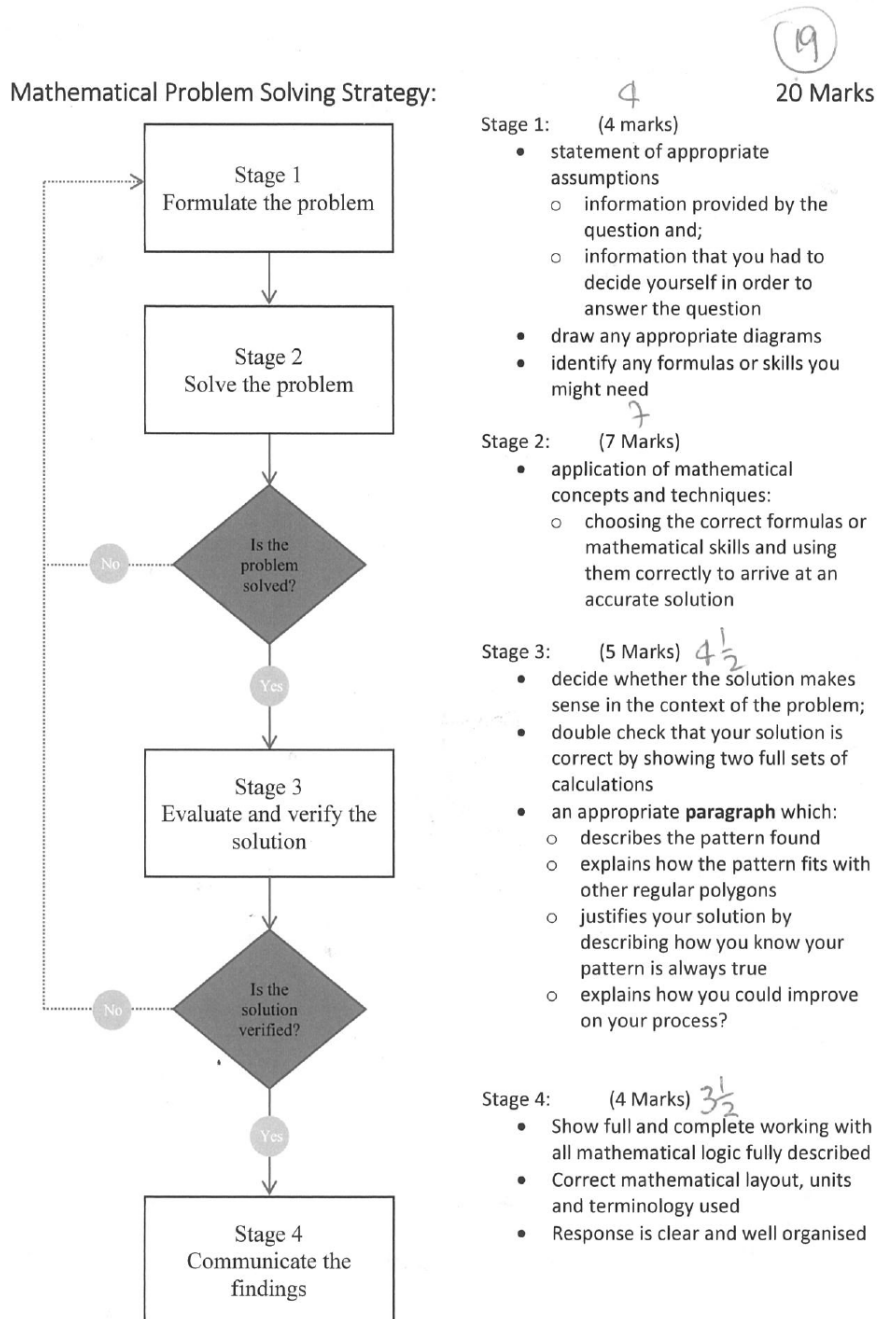 19
Mathematical Problem Solving Strategy:
20 Marks
Stage 1
Formulate the problem
Stage 2
Solve the problem
Is the
problem
solved?
No
Yes
Stage 3
Evaluate and verify the
solution
Is the
solution
verified?
No
Yes
Stage 4
Communicate the
findings
4
Stage 1: (4 marks)
• statement of appropriate
assumptions
o information provided by the
question and;
o information that you had to
decide yourself in order to
answer the question
• draw any appropriate diagrams
• identify any formulas or skills you
might need
7
Stage 2: (7 Marks)
• application of mathematical
concepts and techniques:
o choosing the correct formulas or
mathematical skills and using
them correctly to arrive at an
accurate solution
Stage 3: (5 Marks) 4 1/2
• decide whether the solution makes
sense in the context of the problem;
• double check that your solution is
correct by showing two full sets of
calculations
• an appropriate paragraph which:
o describes the pattern found
o explains how the pattern fits with
other regular polygons
o justifies your solution by
describing how you know your
pattern is always true
o explains how you could improve
on your process?
Stage 4: (4 Marks) 3 1/2
• Show full and complete working with
all mathematical logic fully described
• Correct mathematical layout, units
and terminology used
• Response is clear and well organised